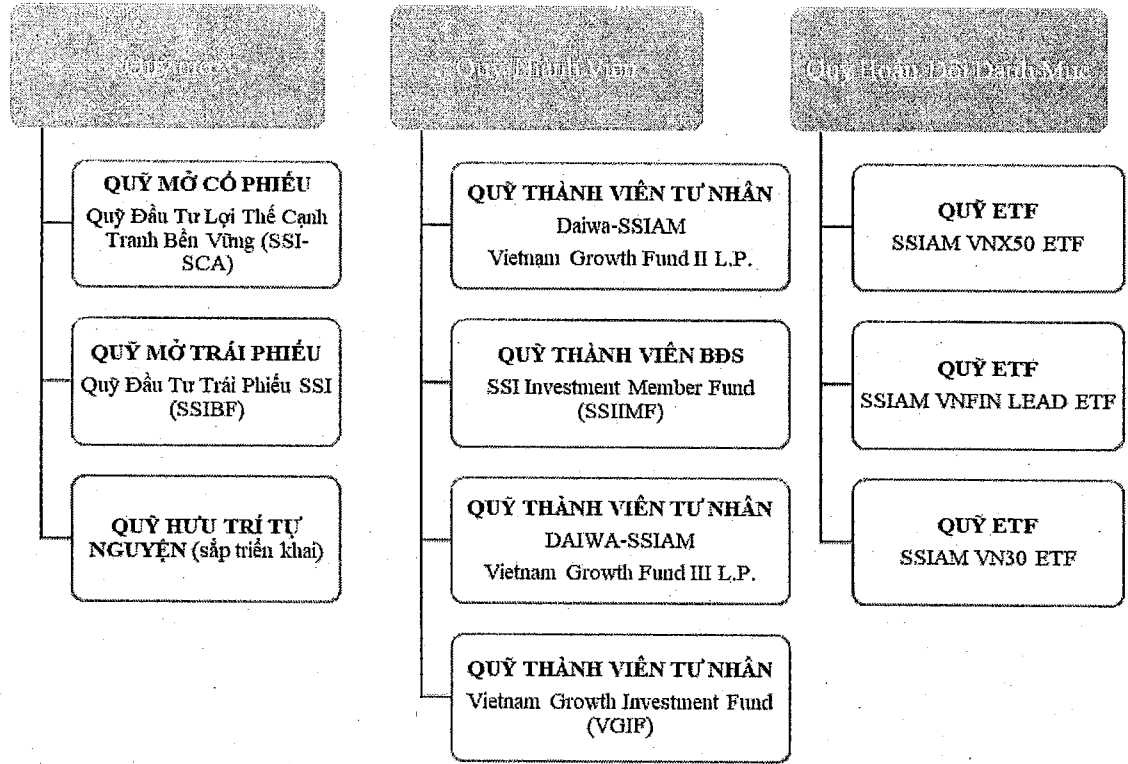 Quỹ mở
QUỸ MỞ CỔ PHIẾU
Quỹ Đầu Tư Lợi Thế Cạnh
Tranh Bền Vững (SSI-
SCA)
QUỸ MỞ TRÁI PHIẾU
Quỹ Đầu Tư Trái Phiếu SSI
(SSIBF)
QUỸ HƯU TRÍ TỰ
NGUYỆN (sắp triển khai)
Quỹ Thành Viên
QUỸ THÀNH VIÊN TƯ NHÂN
Daiwa-SSIAM
Vietnam Growth Fund II L.P.
QUỸ THÀNH VIÊN BĐS
SSI Investment Member Fund
(SSIIMF)
QUỸ THÀNH VIÊN TƯ NHÂN
DAIWA-SSIAM
Vietnam Growth Fund III L.P.
QUỸ THÀNH VIÊN TƯ NHÂN
Vietnam Growth Investment Fund
(VGIF)
Quỹ Hoán Đổi Danh Mục
QUỸ ETF
SSIAM VNX50 ETF
QUỸ ETF
SSIAM VNFIN LEAD ETF
QUỸ ETF
SSIAM VN30 ETF